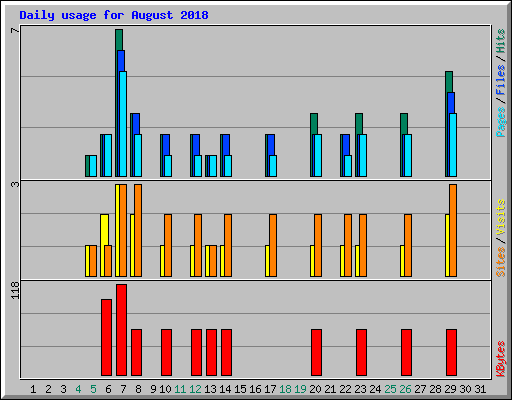 Daily usage for August 2018
7
Pages / Files / Hits
3
Sites / Visits
118
KBytes
1 2 3 4 5 6 7 8 9 10 11 12 13 14 15 16 17 18 19 20 21 22 23 24 25 26 27 28 29 30 31